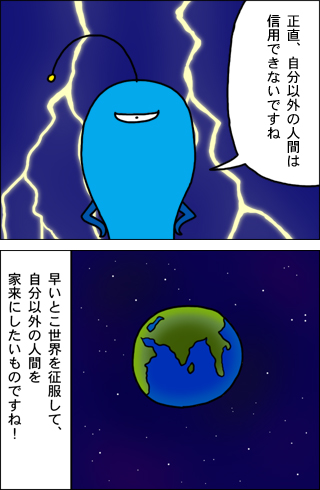 正直、自分以外の人間は
信用できないですね
早いとこ世界を征服して、
自分以外の人間を
家来にしたいものですね!